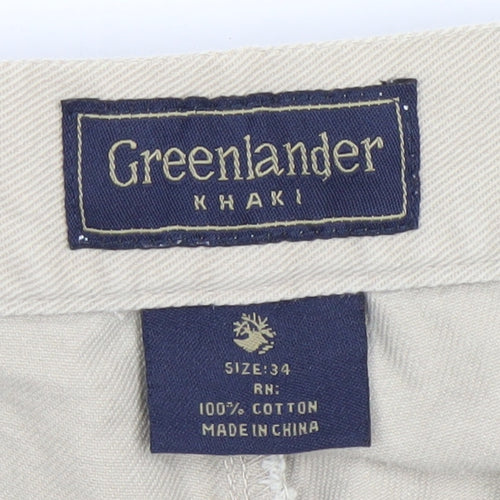 Greenlander
KHAKI
SIZE:34
RN:
100% COTTON
MADE IN CHINA